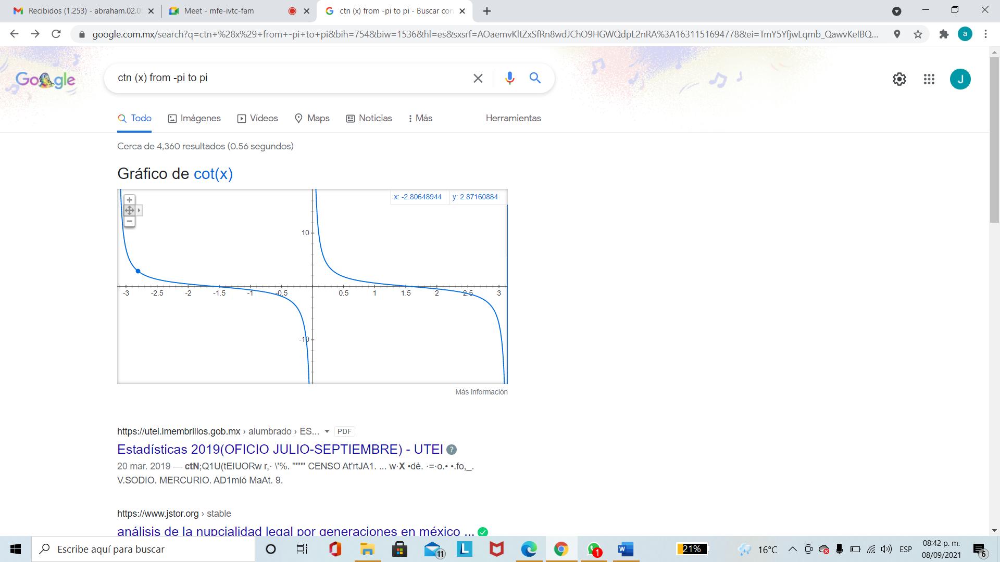 Recibidos (1.253) - abraham.02.0
Meet - mfe-ivtc-fam
ctn (x) from -pi to pi - Buscar con
google.com.mx/search?q=ctn+%28x%29+from+-pi+to+pi&bih=754&biw=1536&hl=es&sxsrf=AOaemvKltZxSfRn8wdJChO9HGWQdpL2nRA%3A1631151694778&ei=TmY5YfjwLqmb_QawvKeIBQ...
a
Google
ctn (x) from -pi to pi
J
Todo
Imágenes
Vídeos
Maps
Noticias
Más
Herramientas
Cerca de 4,360 resultados (0.56 segundos)
Gráfico de cot(x)
x: -2.80648944
y: 2.87160884
10
-3 -2.5 -2 -1.5 -1 -0.5 0.5 1 1.5 2 2.5 3
-10
Más información
https://utei.imembrillos.gob.mx › alumbrado › ES... PDF
Estadísticas 2019(OFICIO JULIO-SEPTIEMBRE) - UTEI ?
20 mar. 2019 — ctN;Q1U(tEIUORw r,· \'%. """" CENSO At'rtJA1. ... w·X •dé. ·=·o.• •.fo,_.
V.SODIO. MERCURIO. AD1míó MaAt. 9.
https://www.jstor.org › stable
análisis de la nupcialidad legal por generaciones en méxico ...
Escribe aquí para buscar
11
L
1
W
21%
16°C
ESP
08:42 p. m.
08/09/2021
6